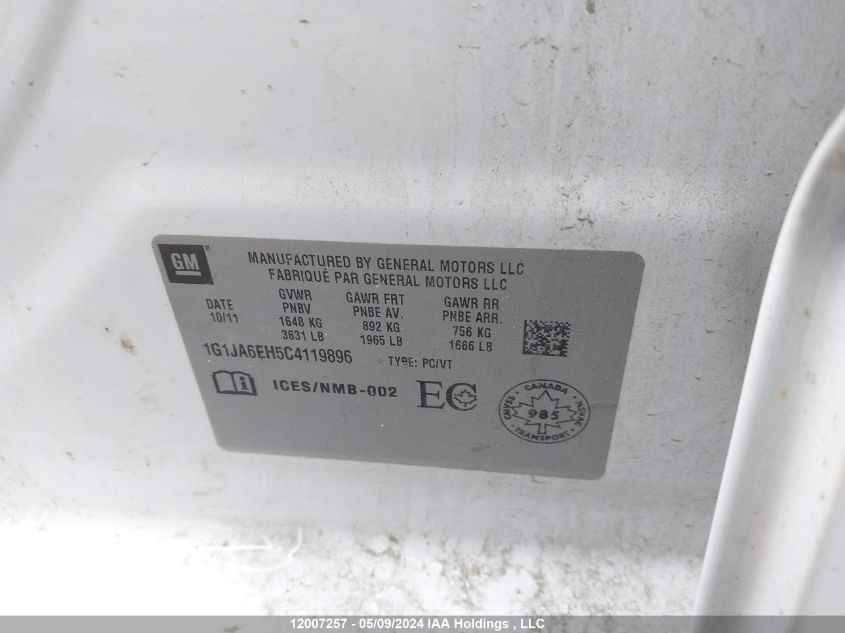 GM ®
MANUFACTURED BY GENERAL MOTORS LLC
FABRIQUÉ PAR GENERAL MOTORS LLC
DATE GVWR GAWR FRT GAWR RR
10/11 PNBV PNBE AV. PNBE ARR.
1648 KG 892 KG 756 KG
3631 LB 1965 LB 1666 LB
1G1JA6EH5C4119896 TYPE: PC/VT
i ICES/NMB-002 EC
CANADA
CMVSS 985 NSVAC
TRANSPORT
12007257 - 05/09/2024 IAA Holdings , LLC